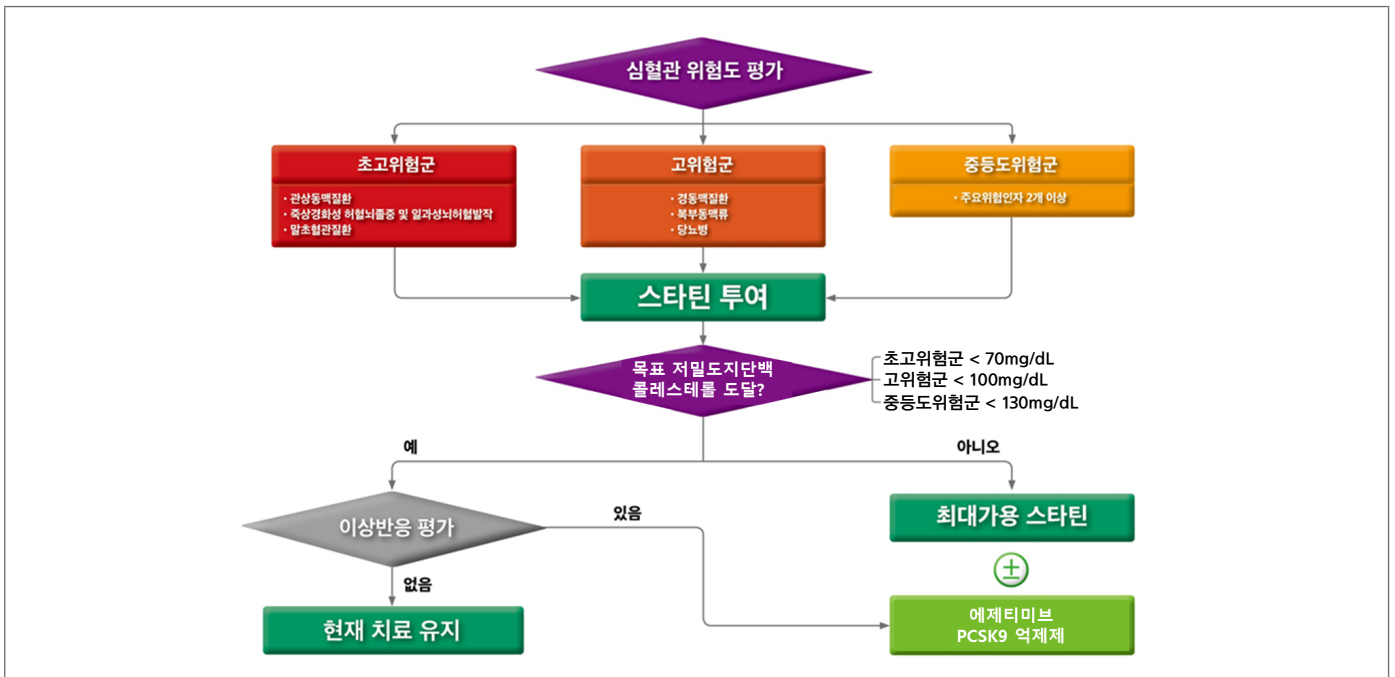 심혈관 위험도 평가
초고위험군
· 관상동맥질환
· 죽상경화성 허혈뇌졸중 및 일과성뇌허혈발작
· 말초혈관질환
고위험군
· 경동맥질환
· 복부동맥류
· 당뇨병
중등도위험군
· 주요위험인자 2개 이상
스타틴 투여
목표 저밀도지단백
콜레스테롤 도달?
초고위험군 < 70mg/dL
고위험군 < 100mg/dL
중등도위험군 < 130mg/dL
예
아니오
이상반응 평가
있음
최대가용 스타틴
±
없음
현재 치료 유지
에제티미브
PCSK9 억제제